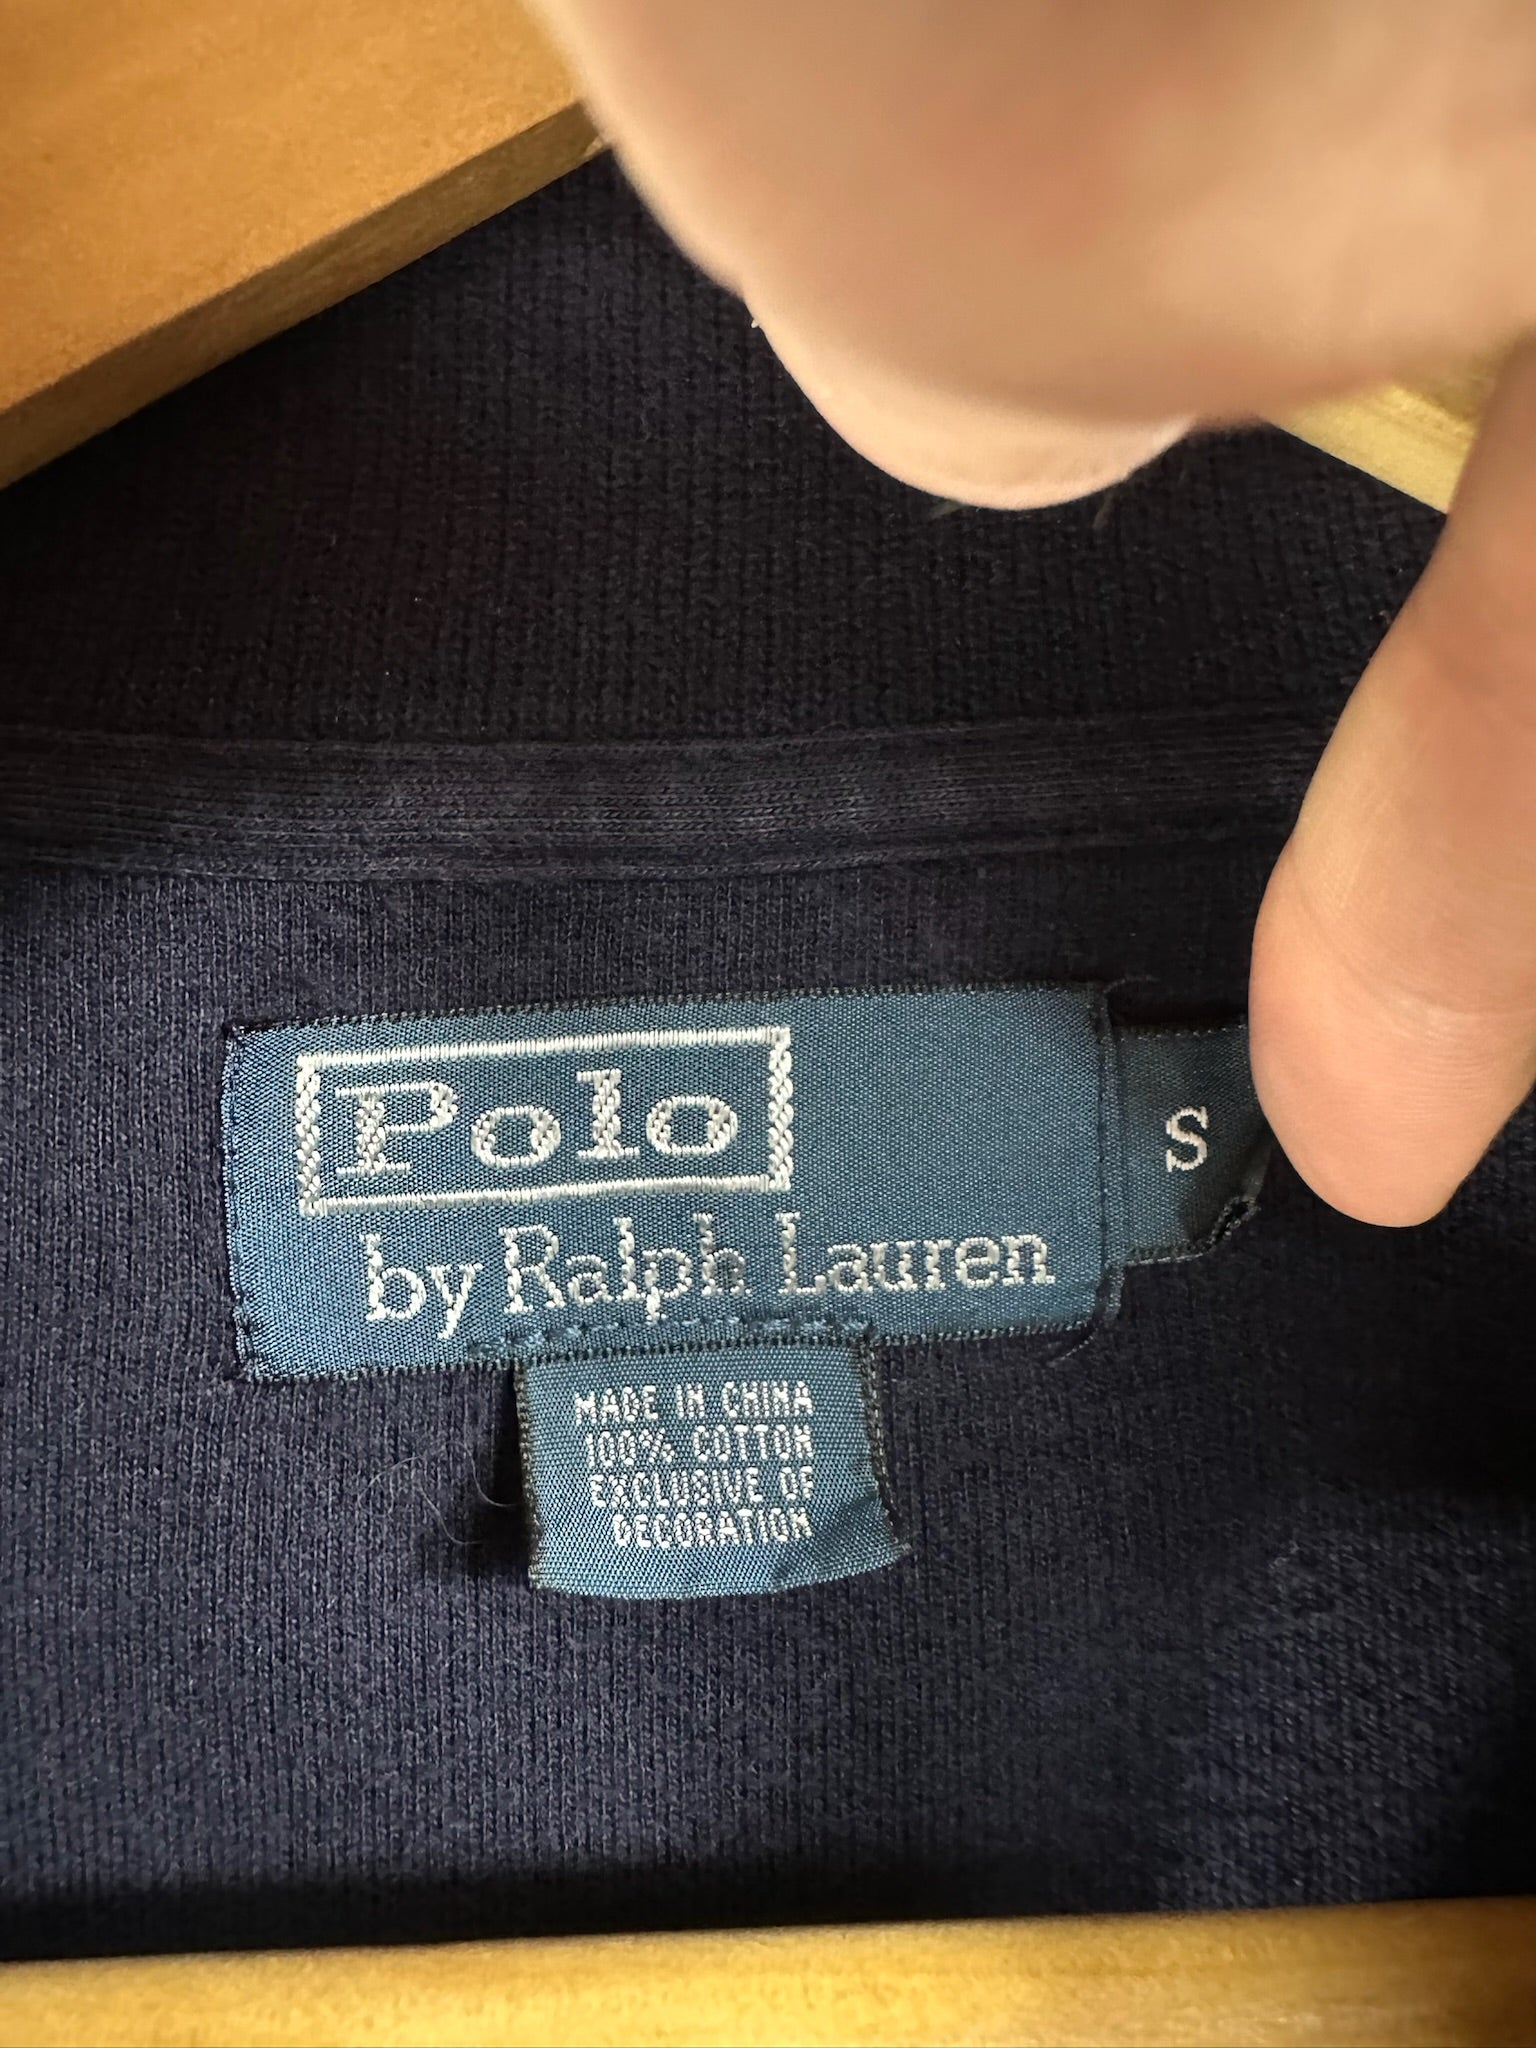 Polo
by Ralph Lauren
S
MADE IN CHINA
100% COTTON
EXCLUSIVE OF
DECORATION